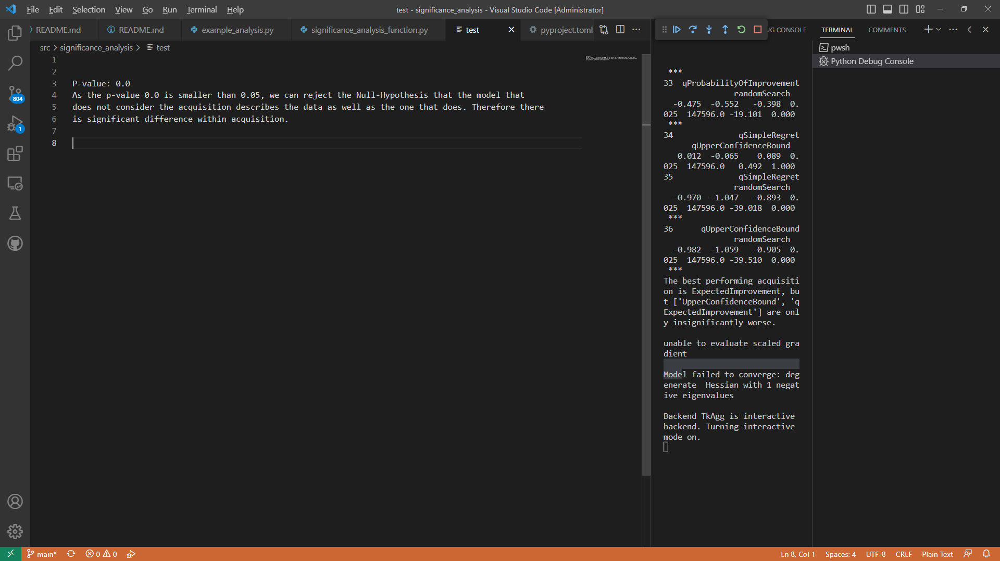 File Edit Selection View Go Run Terminal Help
test - significance_analysis - Visual Studio Code [Administrator]
README.md
README.md
example_analysis.py
significance_analysis_function.py
test
pyproject.toml
UG CONSOLE
TERMINAL
COMMENTS
src > significance_analysis > test
1
2
3 P-value: 0.0
4 As the p-value 0.0 is smaller than 0.05, we can reject the Null-Hypothesis that the model that
5 does not consider the acquisition describes the data as well as the one that does. Therefore there
6 is significant difference within acquisition.
7
8
804
1
***
33 qProbabilityOfImprovement
randomSearch
-0.475 -0.552 -0.398 0.
025 147596.0 -19.101 0.000
***
34 qSimpleRegret
qUpperConfidenceBound
0.012 -0.065 0.089 0.
025 147596.0 0.492 1.000
35 qSimpleRegret
randomSearch
-0.970 -1.047 -0.893 0.
025 147596.0 -39.018 0.000
***
36 qUpperConfidenceBound
randomSearch
-0.982 -1.059 -0.905 0.
025 147596.0 -39.510 0.000
***
The best performing acquisiti
on is ExpectedImprovement, bu
t ['UpperConfidenceBound', 'q
ExpectedImprovement'] are onl
y insignificantly worse.
unable to evaluate scaled gra
dient
Model failed to converge: deg
enerate  Hessian with 1 negat
ive eigenvalues
Backend TkAgg is interactive
backend. Turning interactive
mode on.
pwsh
Python Debug Console
main* 0 0
Ln 8, Col 1 Spaces: 4 UTF-8 CRLF Plain Text